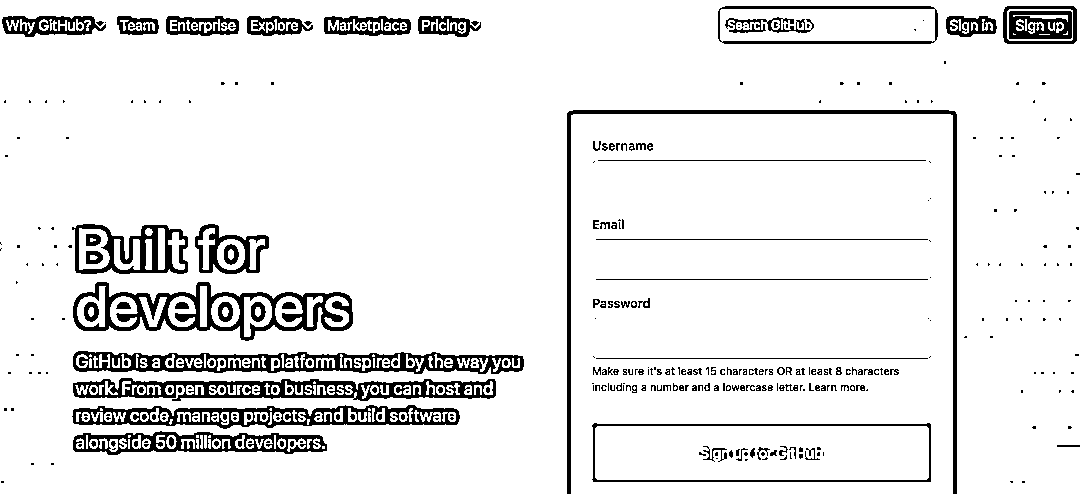 Why GitHub? Team Enterprise Explore Marketplace Pricing Search GitHub Sign in Sign up
Built for
developers
GitHub is a development platform inspired by the way you
work. From open source to business, you can host and
review code, manage projects, and build software
alongside 50 million developers.
Username
Email
Password
Make sure it's at least 15 characters OR at least 8 characters
including a number and a lowercase letter. Learn more.
Sign up for GitHub